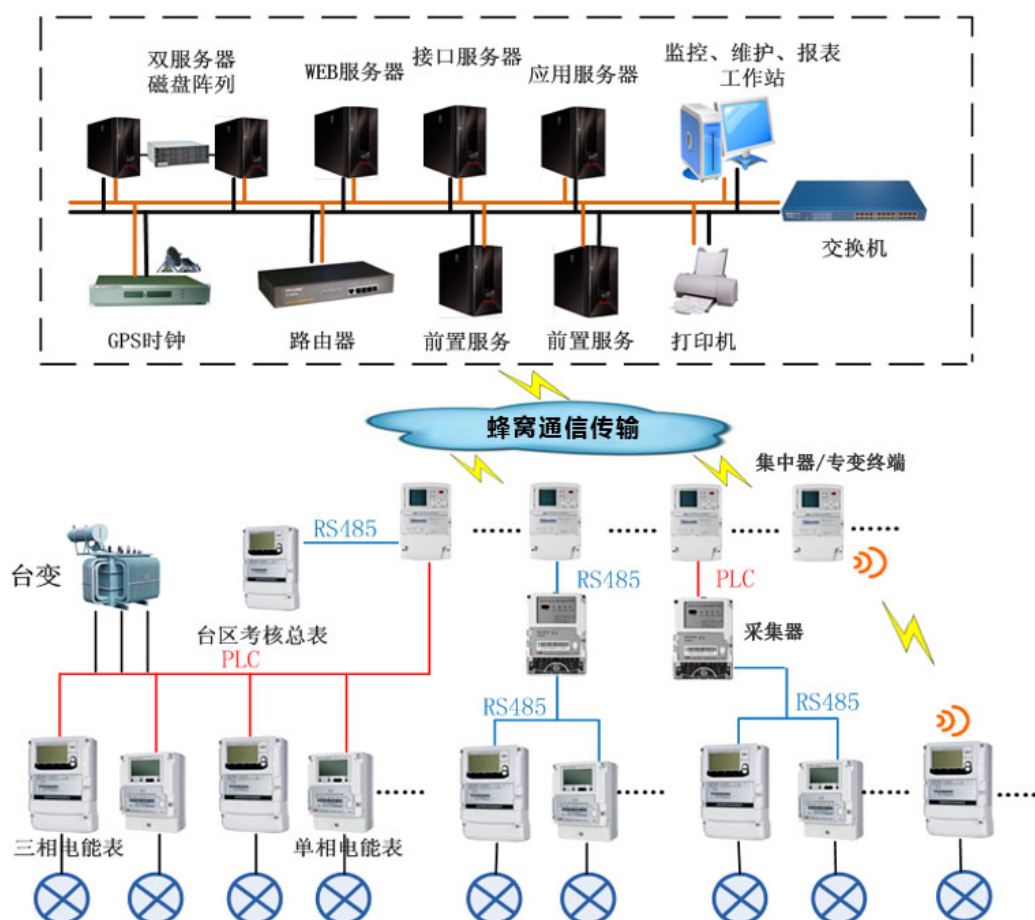 双服务器
磁盘阵列
WEB服务器
接口服务器
应用服务器
监控、维护、报表
工作站
交换机
GPS时钟
路由器
前置服务
前置服务
打印机
蜂窝通信传输
集中器/专变终端
RS485
台变
台区考核总表
PLC
RS485
PLC
采集器
RS485
RS485
三相电能表
单相电能表